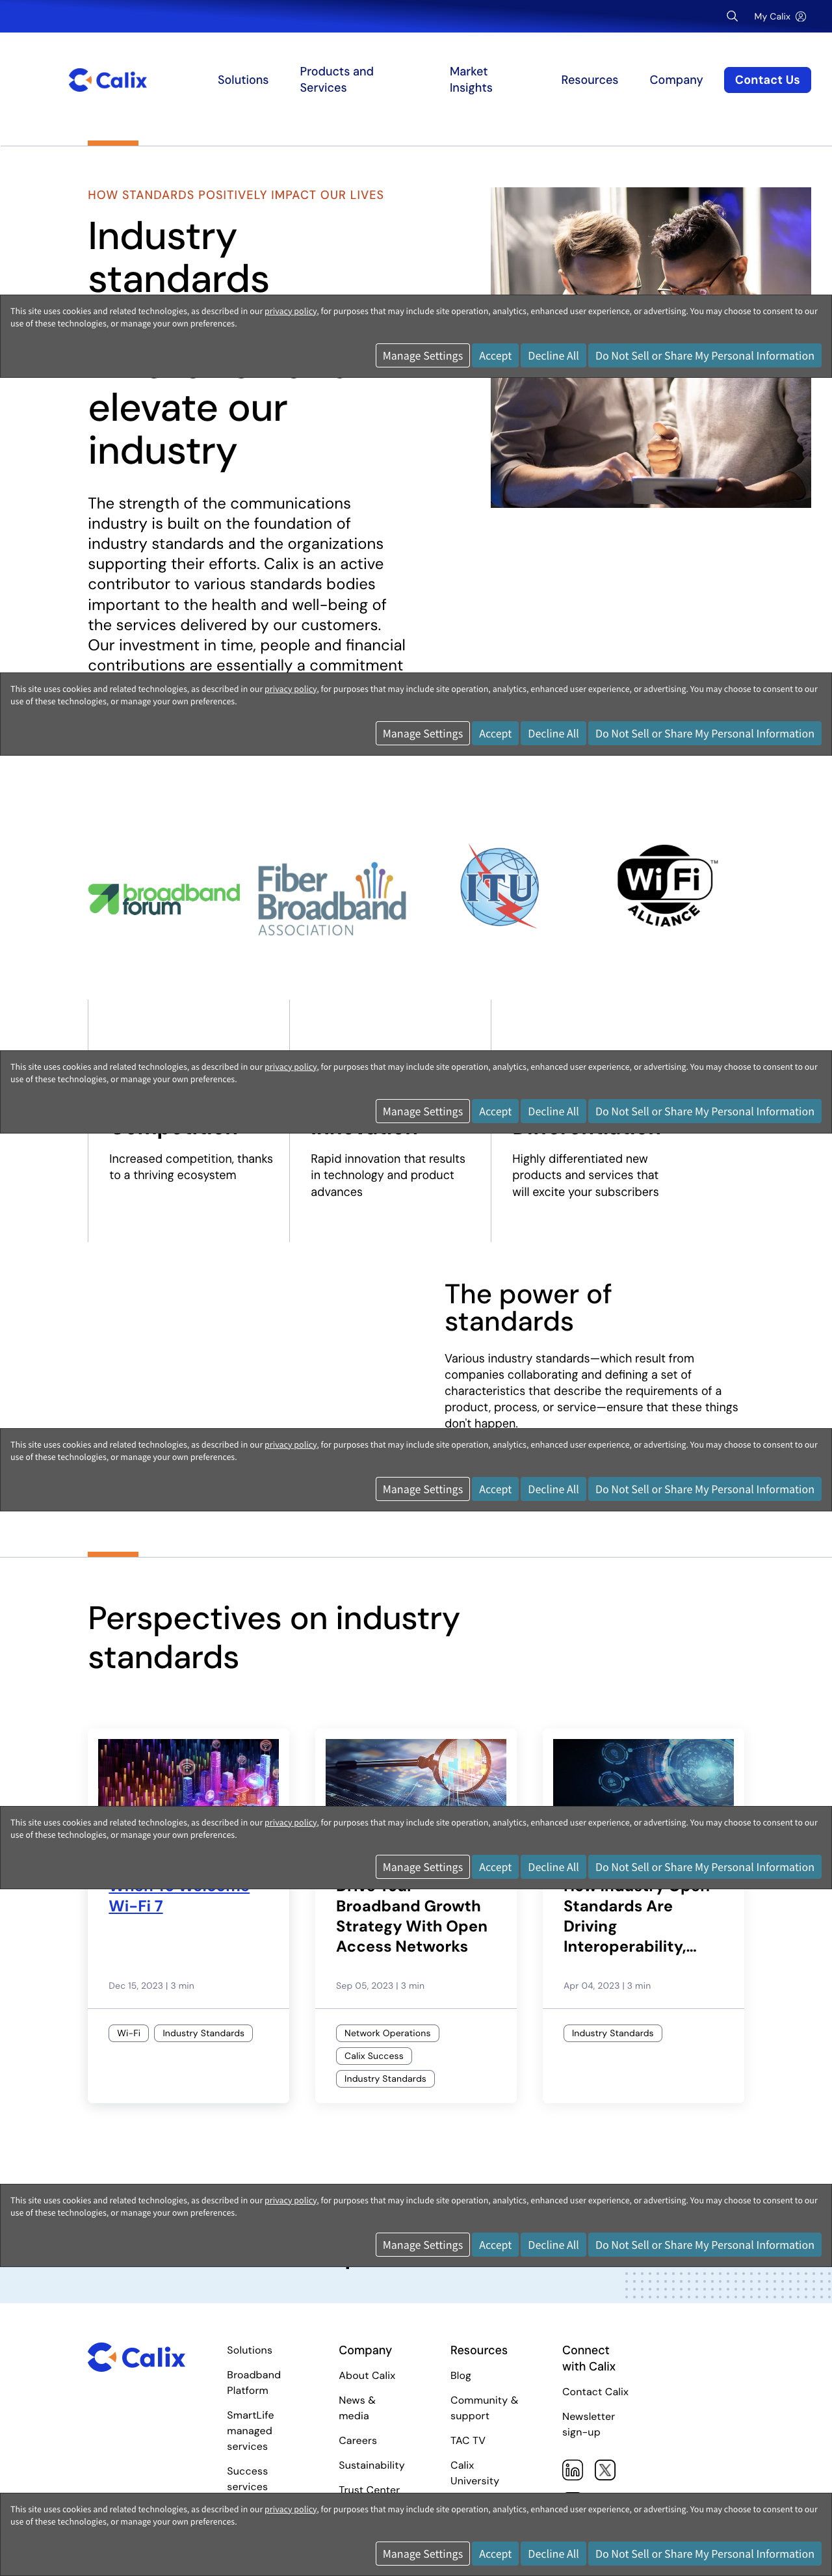 My Calix
Calix
Solutions
Products and
Services
Market
Insights
Resources
Company
Contact Us
HOW STANDARDS POSITIVELY IMPACT OUR LIVES
Industry
standards
This site uses cookies and related technologies, as described in our privacy policy, for purposes that may include site operation, analytics, enhanced user experience, or advertising. You may choose to consent to our
use of these technologies, or manage your own preferences.
Manage Settings
Accept
Decline All
Do Not Sell or Share My Personal Information
elevate our
industry
The strength of the communications
industry is built on the foundation of
industry standards and the organizations
supporting their efforts. Calix is an active
contributor to various standards bodies
important to the health and well-being of
the services delivered by our customers.
Our investment in time, people and financial
contributions are essentially a commitment
This site uses cookies and related technologies, as described in our privacy policy, for purposes that may include site operation, analytics, enhanced user experience, or advertising. You may choose to consent to our
use of these technologies, or manage your own preferences.
Manage Settings
Accept
Decline All
Do Not Sell or Share My Personal Information
broadband
forum
Fiber
Broadband
ASSOCIATION
ITU
Wi Fi
TM
ALLIANCE
This site uses cookies and related technologies, as described in our privacy policy, for purposes that may include site operation, analytics, enhanced user experience, or advertising. You may choose to consent to our
use of these technologies, or manage your own preferences.
Manage Settings
Accept
Decline All
Do Not Sell or Share My Personal Information
Increased competition, thanks
to a thriving ecosystem
Rapid innovation that results
in technology and product
advances
Highly differentiated new
products and services that
will excite your subscribers
The power of
standards
Various industry standards—which result from
companies collaborating and defining a set of
characteristics that describe the requirements of a
product, process, or service—ensure that these things
don't happen.
This site uses cookies and related technologies, as described in our privacy policy, for purposes that may include site operation, analytics, enhanced user experience, or advertising. You may choose to consent to our
use of these technologies, or manage your own preferences.
Manage Settings
Accept
Decline All
Do Not Sell or Share My Personal Information
Perspectives on industry
standards
This site uses cookies and related technologies, as described in our privacy policy, for purposes that may include site operation, analytics, enhanced user experience, or advertising. You may choose to consent to our
use of these technologies, or manage your own preferences.
Manage Settings
Accept
Decline All
Do Not Sell or Share My Personal Information
When To Welcome
Wi-Fi 7
Dec 15, 2023 | 3 min
Wi-Fi
Industry Standards
Drive Your
Broadband Growth
Strategy With Open
Access Networks
Sep 05, 2023 | 3 min
Network Operations
Calix Success
Industry Standards
How Industry Open
Standards Are
Driving
Interoperability,...
Apr 04, 2023 | 3 min
Industry Standards
This site uses cookies and related technologies, as described in our privacy policy, for purposes that may include site operation, analytics, enhanced user experience, or advertising. You may choose to consent to our
use of these technologies, or manage your own preferences.
Manage Settings
Accept
Decline All
Do Not Sell or Share My Personal Information
Calix
Solutions
Broadband
Platform
SmartLife
managed
services
Success
services
Company
About Calix
News &
media
Careers
Sustainability
Trust Center
Resources
Blog
Community &
support
TAC TV
Calix
University
Connect
with Calix
Contact Calix
Newsletter
sign-up
This site uses cookies and related technologies, as described in our privacy policy, for purposes that may include site operation, analytics, enhanced user experience, or advertising. You may choose to consent to our
use of these technologies, or manage your own preferences.
Manage Settings
Accept
Decline All
Do Not Sell or Share My Personal Information